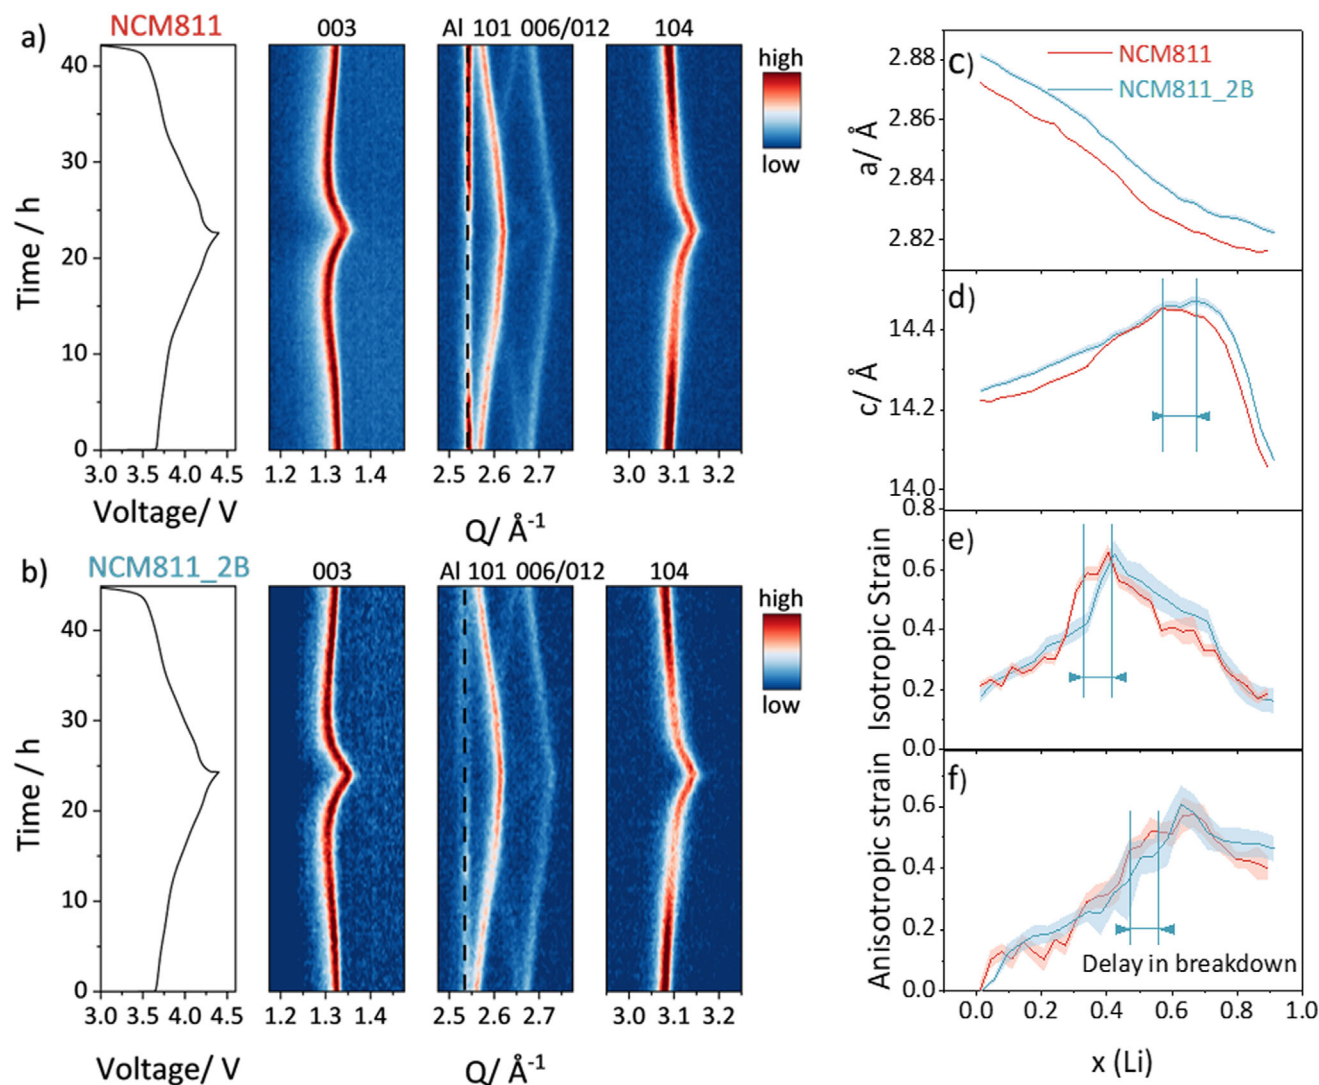 a)
NCM811
003
Al 101 006/012
104
high
low
40
30
20
10
0
Time / h
3.0 3.5 4.0 4.5
1.2 1.3 1.4
2.5 2.6 2.7
3.0 3.1 3.2
Voltage/ V
Q/ Å-1
b)
NCM811_2B
003
Al 101 006/012
104
high
low
40
30
20
10
0
Time / h
3.0 3.5 4.0 4.5
1.2 1.3 1.4
2.5 2.6 2.7
3.0 3.1 3.2
Voltage/ V
Q/ Å-1
c)
NCM811
NCM811_2B
2.88
2.86
2.84
2.82
a/ Å
d)
14.4
14.2
14.0
c/ Å
e)
0.8
0.6
0.4
0.2
0.0
Isotropic Strain
f)
0.6
0.4
0.2
0.0
Anisotropic strain
Delay in breakdown
0.0 0.2 0.4 0.6 0.8 1.0
x (Li)